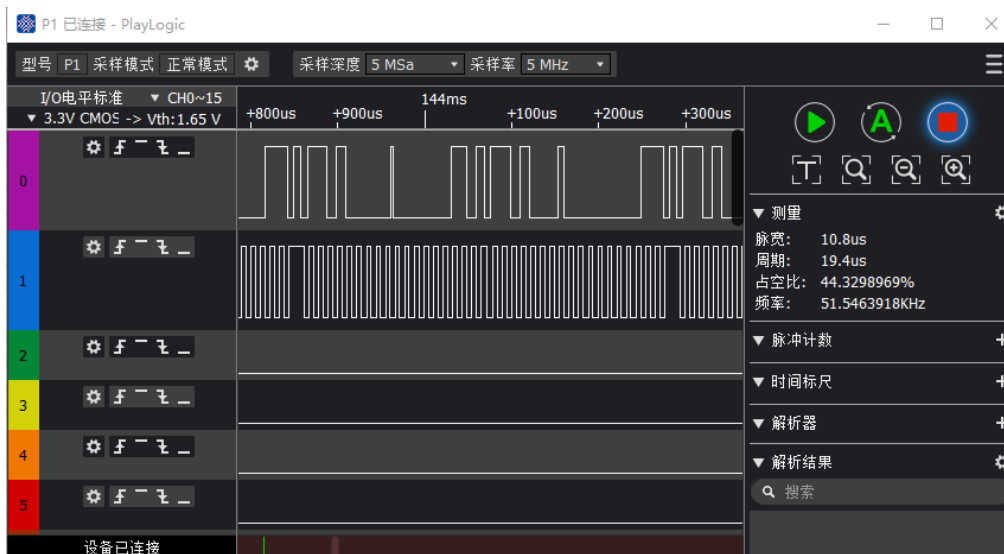 P1 已连接 - PlayLogic
型号 P1 采样模式 正常模式 采样深度 5 MSa 采样率 5 MHz
I/O电平标准 CH0~15
3.3V CMOS -> Vth:1.65 V
144ms
+800us +900us +100us +200us +300us
T
A
0
1
2
3
4
5
测量
脉宽: 10.8us
周期: 19.4us
占空比: 44.3298969%
频率: 51.5463918KHz
脉冲计数
时间标尺
解析器
解析结果
搜索
设备已连接